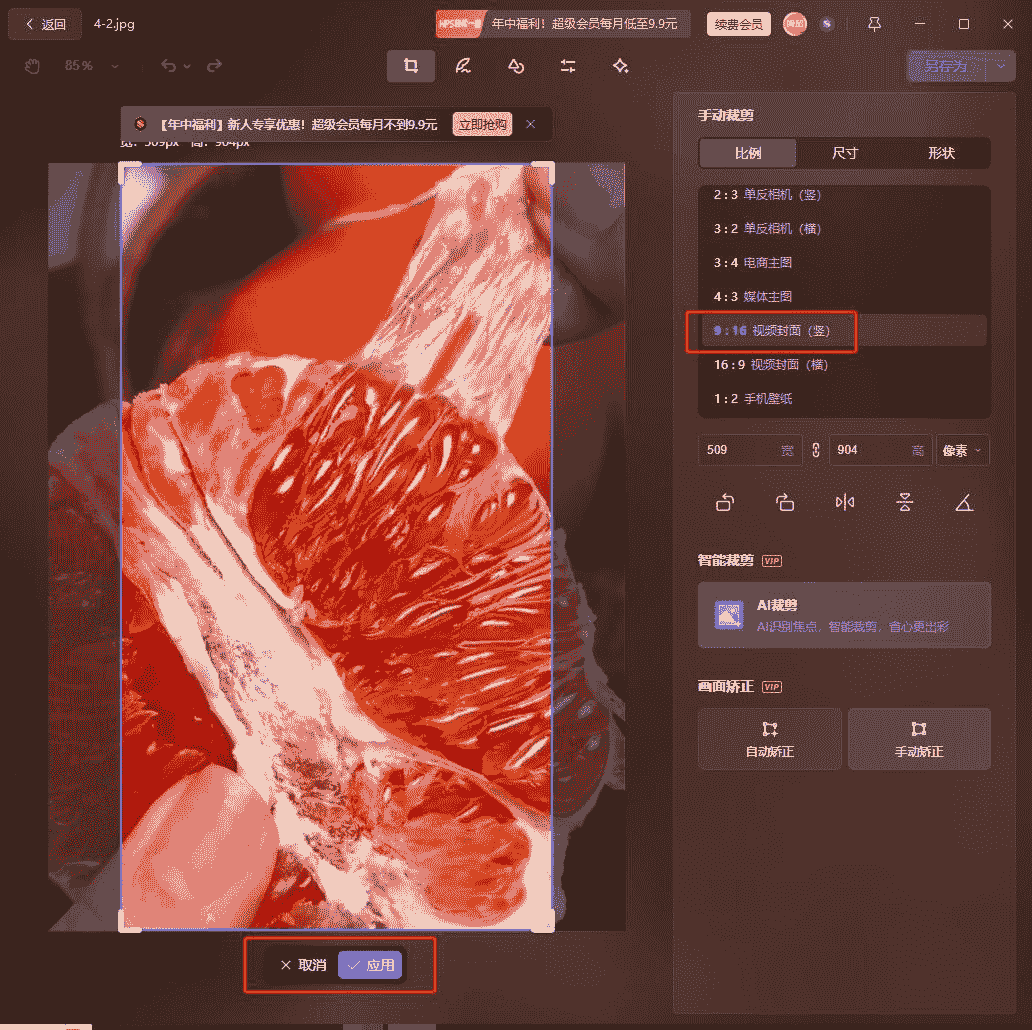 返回
4-2.jpg
年中福利！超级会员每月低至9.9元
续费会员
85%
另存为
【年中福利】新人专享优惠！超级会员每月不到9.9元
立即抢购
宽：509px 高：904px
手动裁剪
比例
尺寸
形状
2 : 3 单反相机（竖）
3 : 2 单反相机（横）
3 : 4 电商主图
4 : 3 媒体主图
9 : 16 视频封面（竖）
16 : 9 视频封面（横）
1 : 2 手机壁纸
509 宽
904 高
像素
智能裁剪 VIP
AI裁剪
AI识别焦点，智能裁剪，省心更出彩
画面矫正 VIP
自动矫正
手动矫正
取消
应用